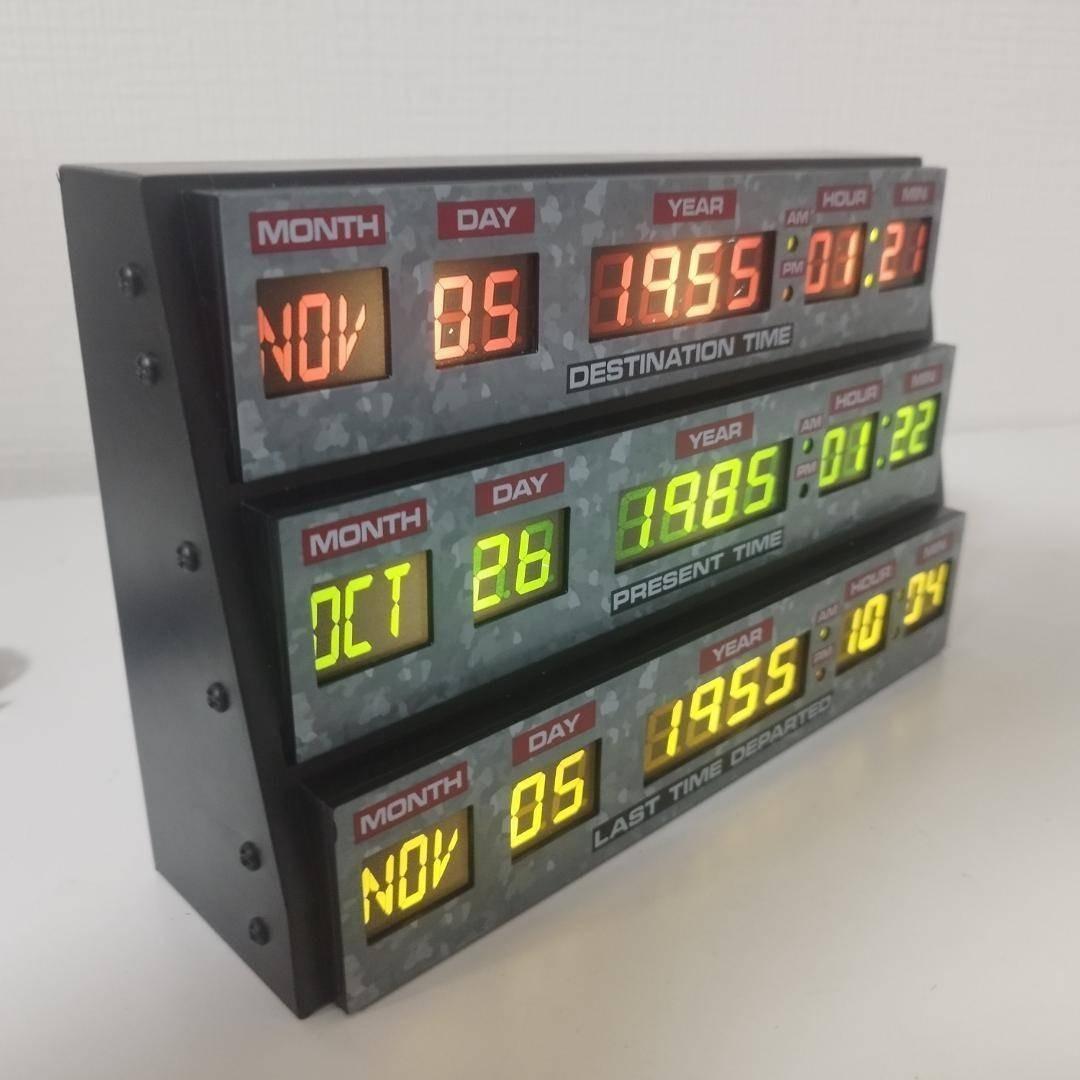 MONTH DAY YEAR AM PM HOUR MIN
NOV 05 1955 01:21
DESTINATION TIME
MONTH DAY YEAR AM PM HOUR MIN
OCT 26 1985 01:22
PRESENT TIME
MONTH DAY YEAR AM PM HOUR MIN
NOV 05 1955 10:04
LAST TIME DEPARTED